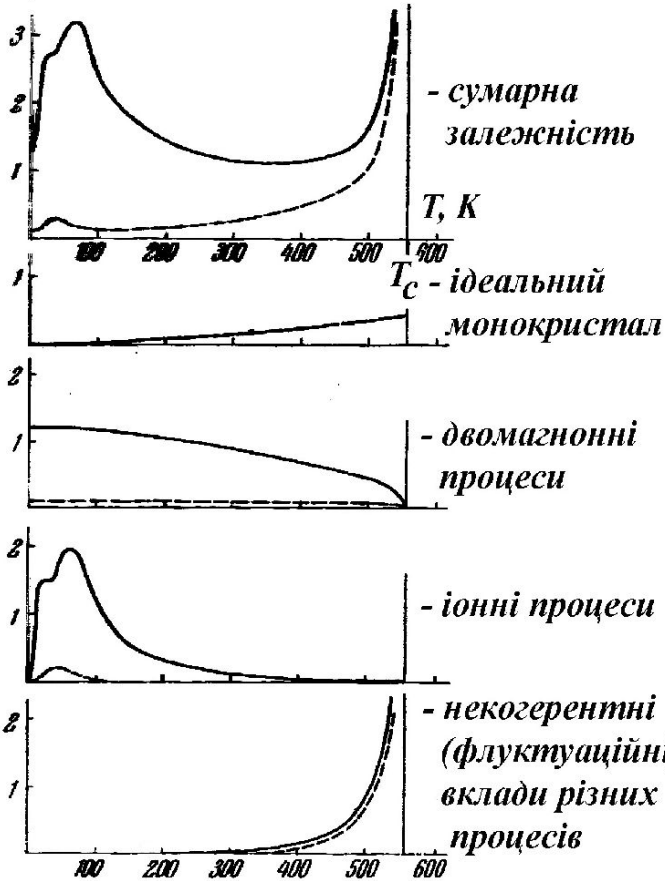 3
2
1
- сумарна
залежність
T, K
100 200 300 400 500 600
1
Tc - ідеальний
монокристал
2
1
- двомагнонні
процеси
2
1
- іонні процеси
2
1
- некогерентні
(флуктуаційні
вклади різних
процесів
100 200 300 400 500 600